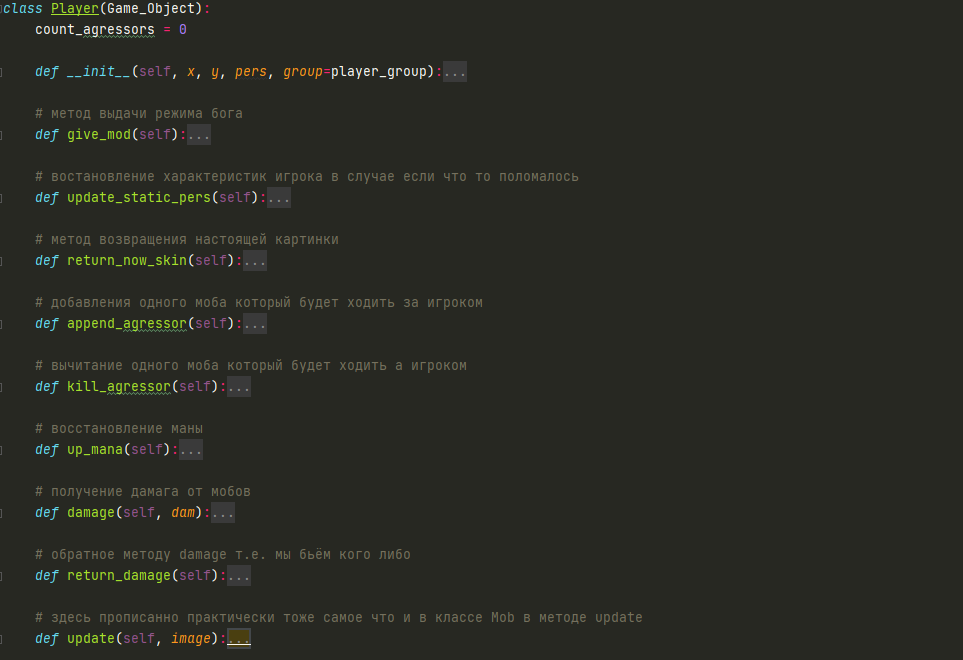 class Player(Game_Object):
count_agressors = 0
def __init__(self, x, y, pers, group=player_group):...
# метод выдачи режима бога
def give_mod(self):...
# востановление характеристик игрока в случае если что то поломалось
def update_static_pers(self):...
# метод возвращения настоящей картинки
def return_now_skin(self):...
# добавления одного моба который будет ходить за игроком
def append_agressor(self):...
# вычитание одного моба который будет ходить а игроком
def kill_agressor(self):...
# восстановление маны
def up_mana(self):...
# получение дамага от мобов
def damage(self, dam):...
# обратное методу damage т.е. мы бьём кого либо
def return_damage(self):...
# здесь прописанно практически тоже самое что и в классе Mob в методе update
def update(self, image):...